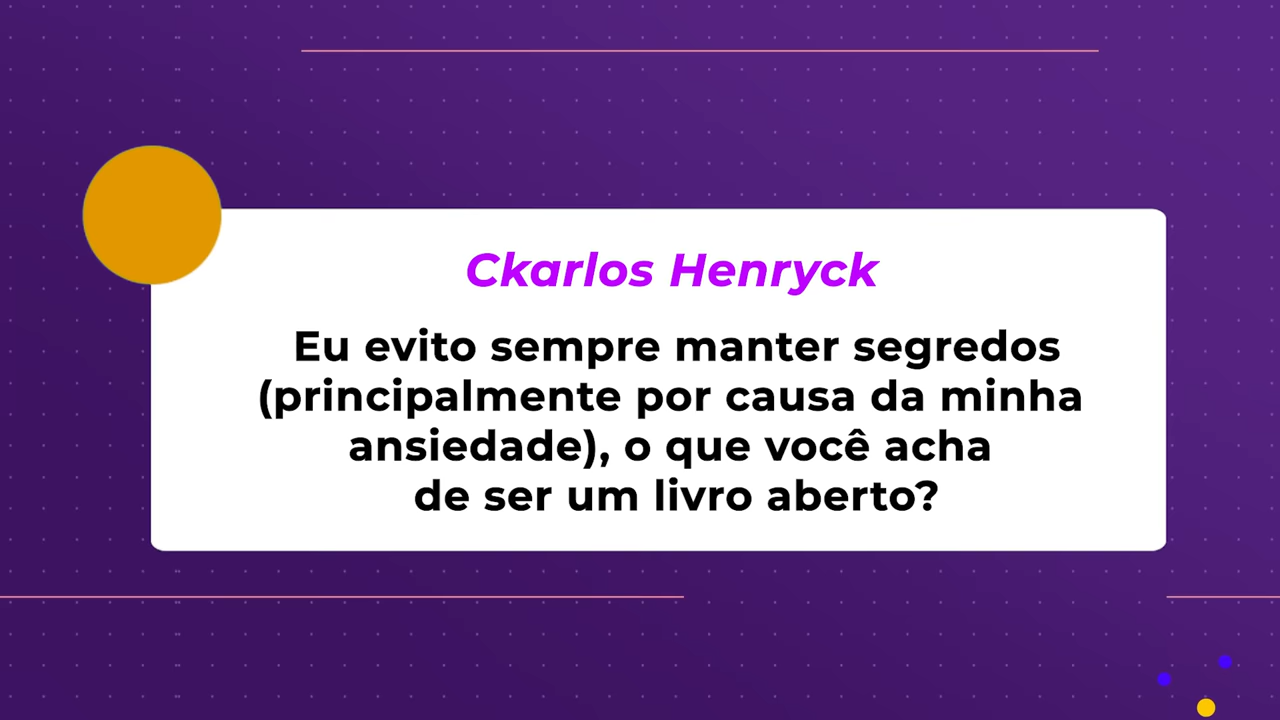 Ckarlos Henryck
Eu evito sempre manter segredos
(principalmente por causa da minha
ansiedade), o que você acha
de ser um livro aberto?